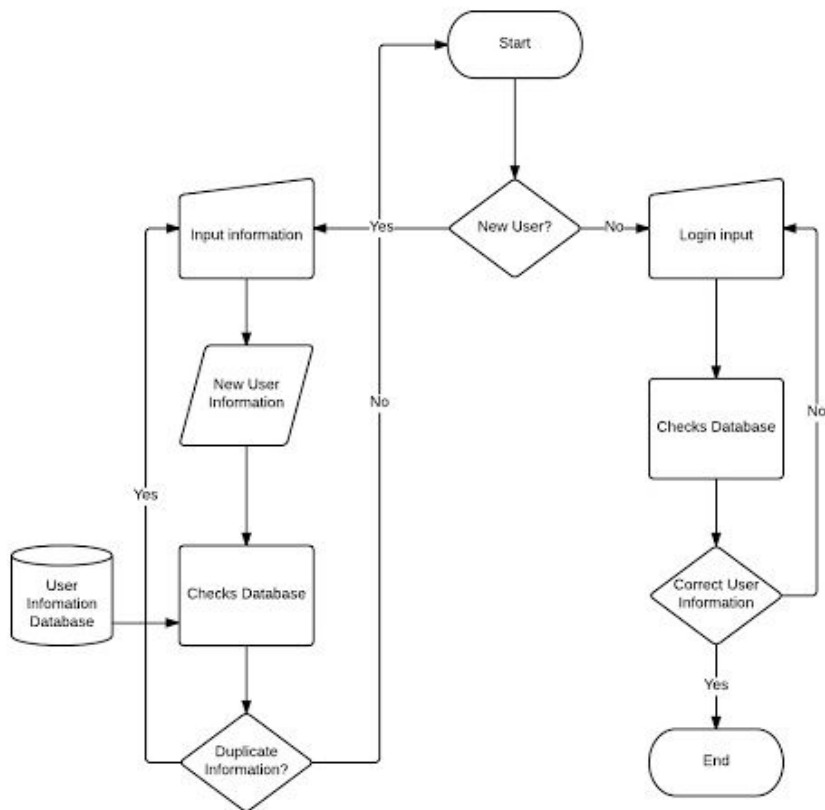 Start
New User?
Yes
No
Input information
Login input
New User
Information
No
Checks Database
No
Yes
User
Infomation
Database
Checks Database
Correct User
Information
Yes
Duplicate
Information?
End